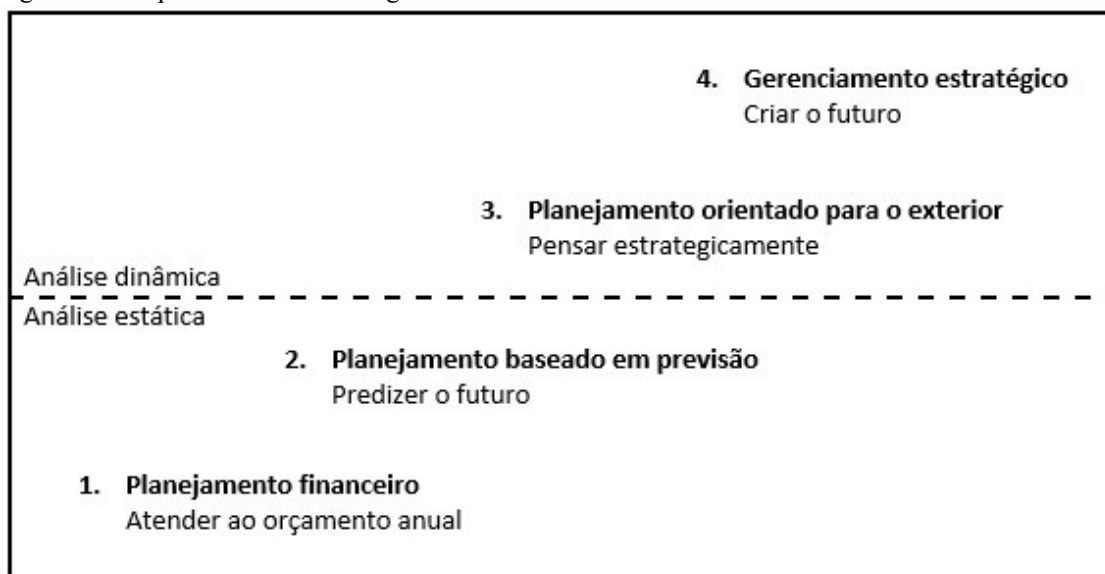 4. Gerenciamento estratégico
Criar o futuro
3. Planejamento orientado para o exterior
Pensar estrategicamente
Análise dinâmica
Análise estática
2. Planejamento baseado em previsão
Predizer o futuro
1. Planejamento financeiro
Atender ao orçamento anual